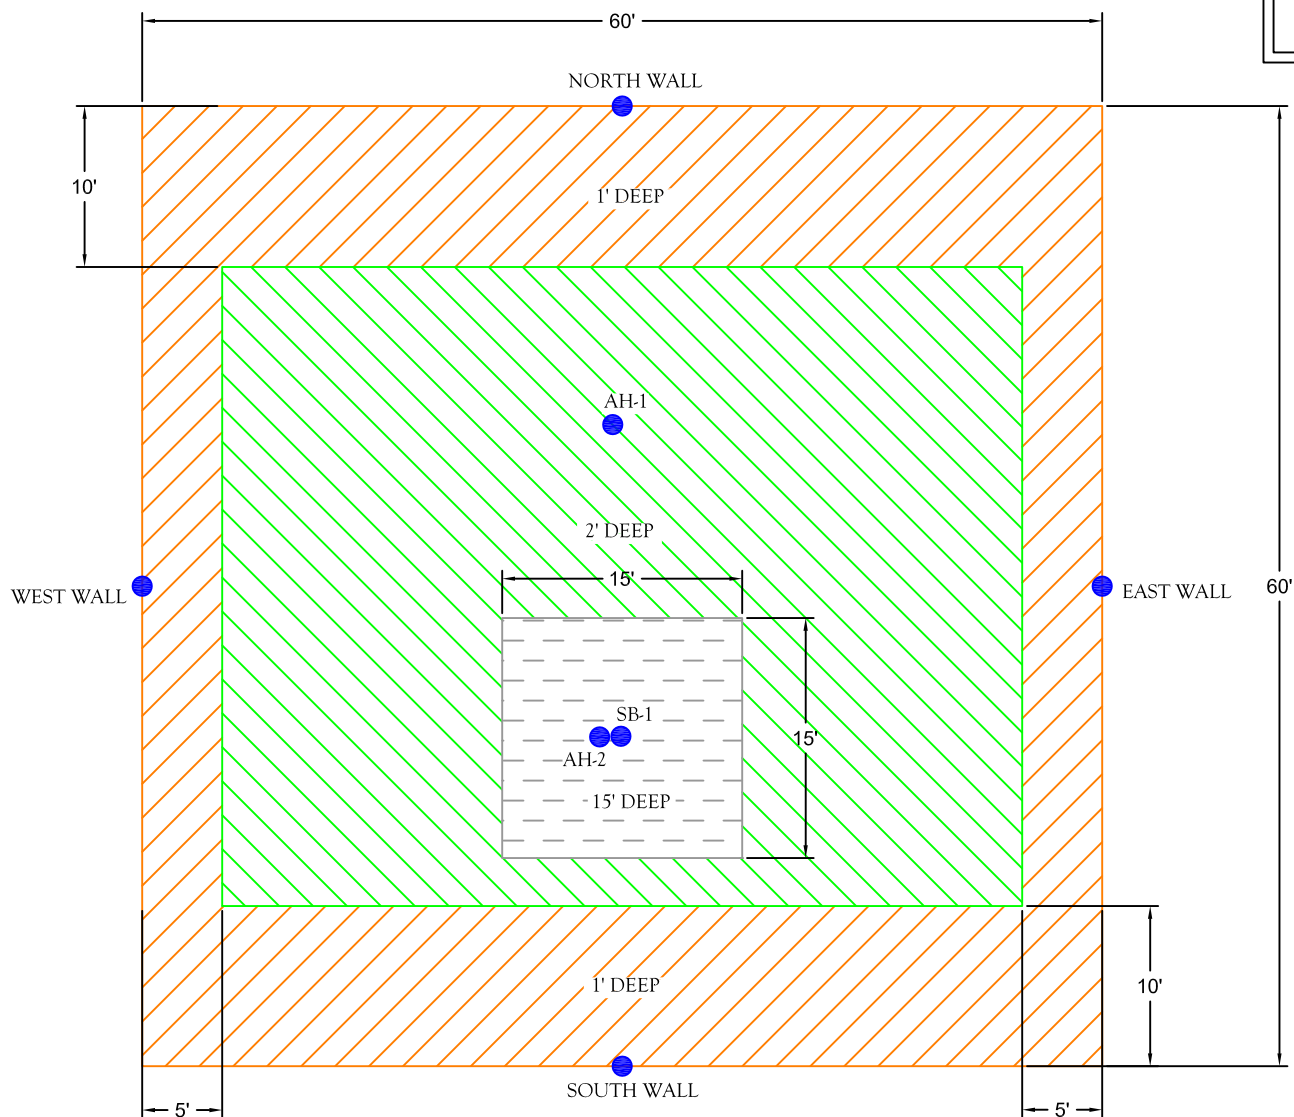 60'
NORTH WALL
10'
1' DEEP
AH-1
2' DEEP
15'
WEST WALL
EAST WALL
60'
SB-1
15'
AH-2
15' DEEP
1' DEEP
10'
SOUTH WALL
5'
5'